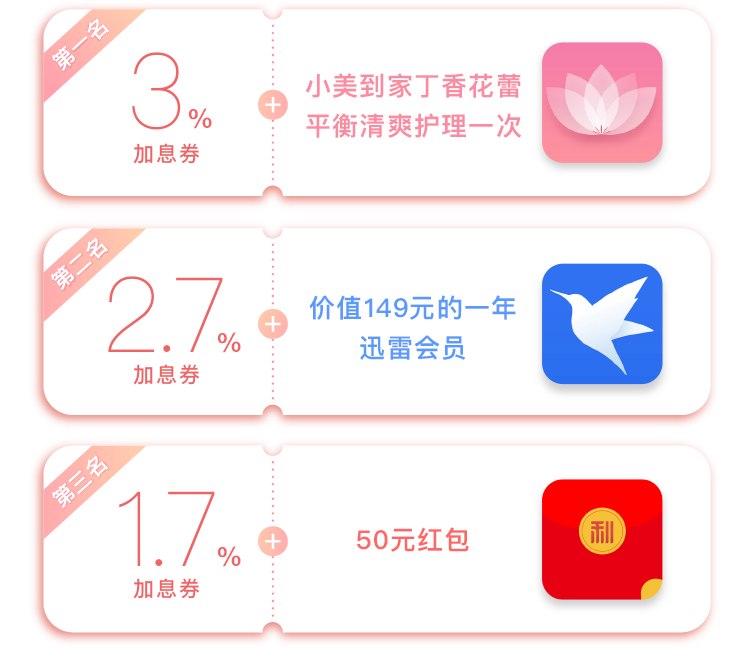 第一名
3%
加息券
+
小美到家丁香花蕾
平衡清爽护理一次
第二名
2.7%
加息券
+
价值149元的一年
迅雷会员
第三名
1.7%
加息券
+
50元红包
利